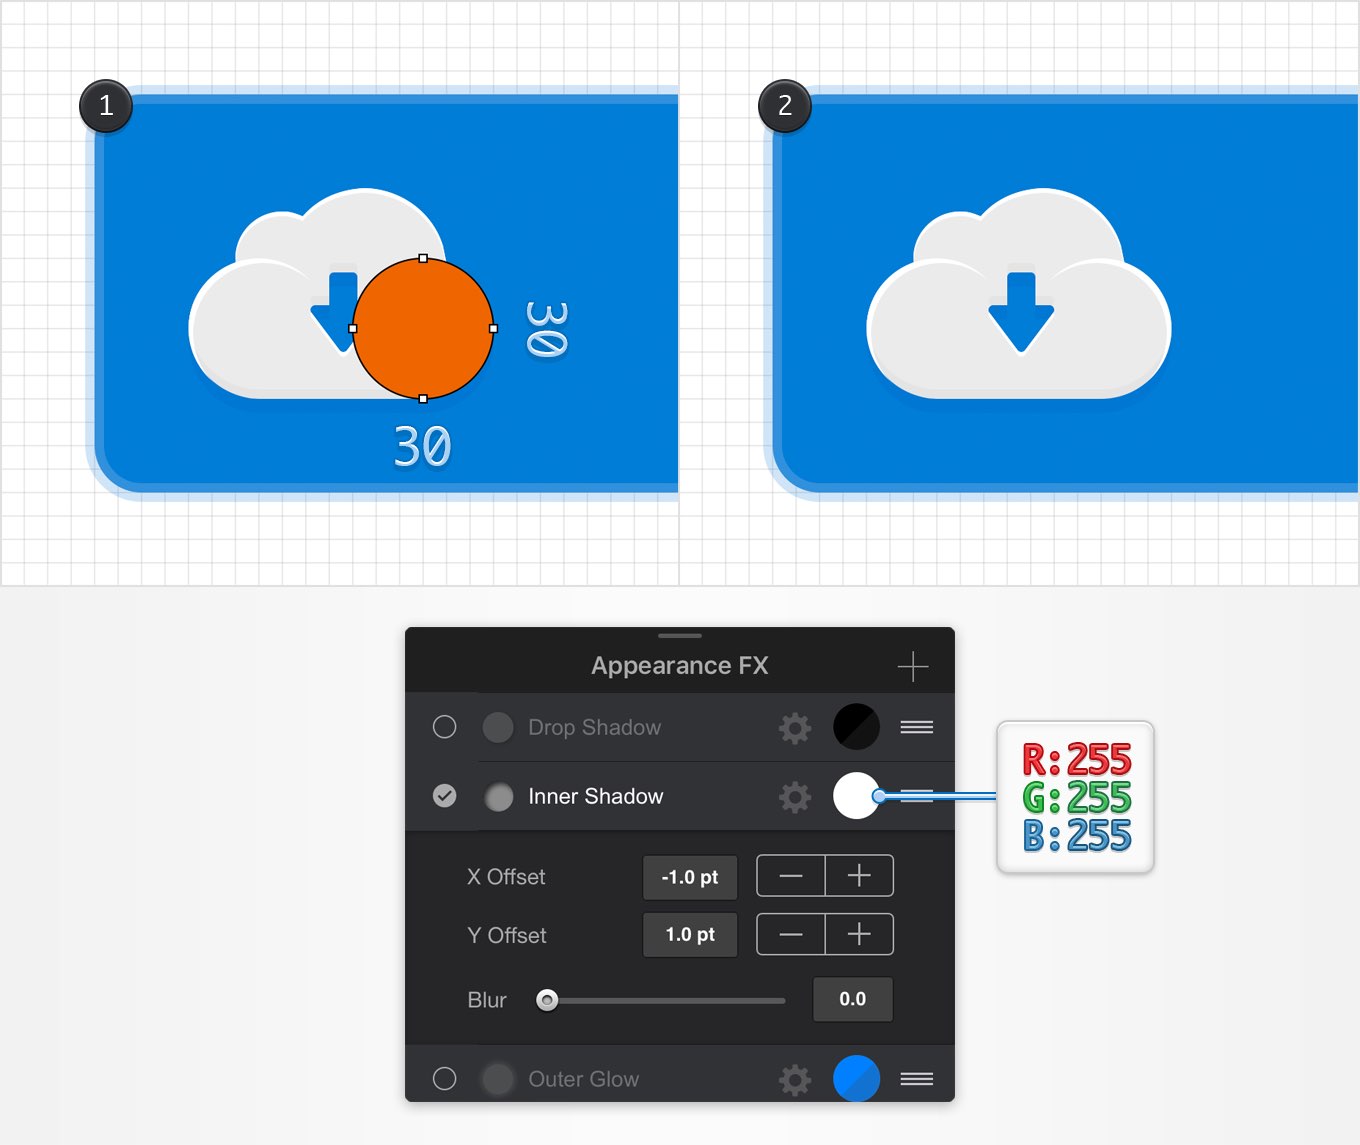 1
2
30
30
Appearance FX
Drop Shadow
Inner Shadow
R:255
G:255
B:255
X Offset
-1.0 pt
Y Offset
1.0 pt
Blur
0.0
Outer Glow